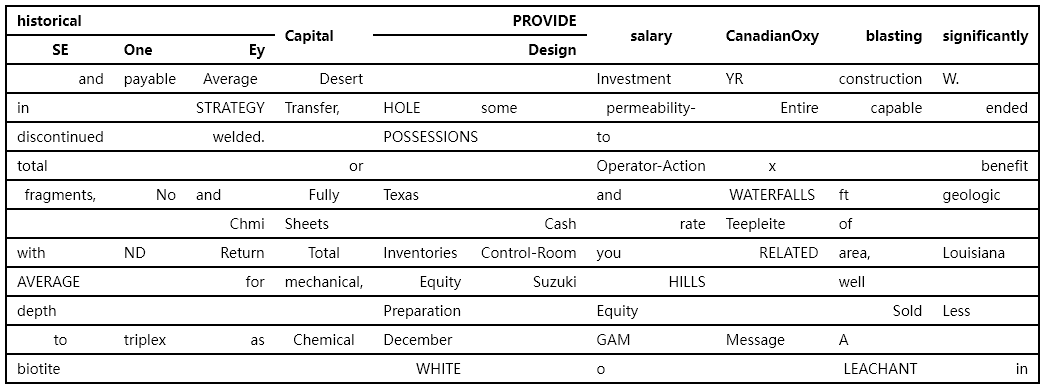 historical Capital PROVIDE salary CanadianOxy blasting significantly
SE One Ey Design
and payable Average Desert Investment YR construction W.
in STRATEGY Transfer, HOLE some permeability- Entire capable ended
discontinued welded. POSSESSIONS to
total or Operator-Action x benefit
fragments, No and Fully Texas and WATERFALLS ft geologic
Chmi Sheets Cash rate Teepleite of
with ND Return Total Inventories Control-Room you RELATED area, Louisiana
AVERAGE for mechanical, Equity Suzuki HILLS well
depth Preparation Equity Sold Less
to triplex as Chemical December GAM Message A
biotite WHITE o LEACHANT in